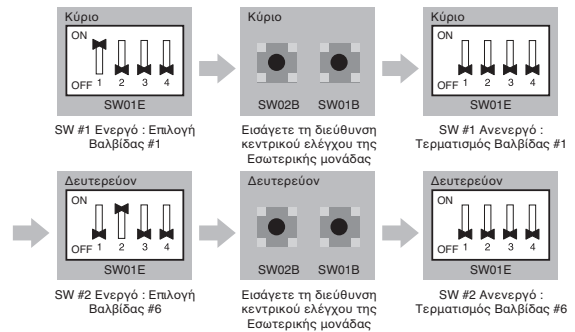 Κύριο
ON
OFF 1 2 3 4
SW01E
SW #1 Ενεργό : Επιλογή
Βαλβίδας #1
Κύριο
SW02B SW01B
Εισάγετε τη διεύθυνση
κεντρικού ελέγχου της
Εσωτερικής μονάδας
Κύριο
ON
OFF 1 2 3 4
SW01E
SW #1 Ανενεργό :
Τερματισμός Βαλβίδας #1
Δευτερεύον
ON
OFF 1 2 3 4
SW01E
SW #2 Ενεργό : Επιλογή
Βαλβίδας #6
Δευτερεύον
SW02B SW01B
Εισάγετε τη διεύθυνση
κεντρικού ελέγχου της
Εσωτερικής μονάδας
Δευτερεύον
ON
OFF 1 2 3 4
SW01E
SW #2 Ανενεργό :
Τερματισμός Βαλβίδας #6